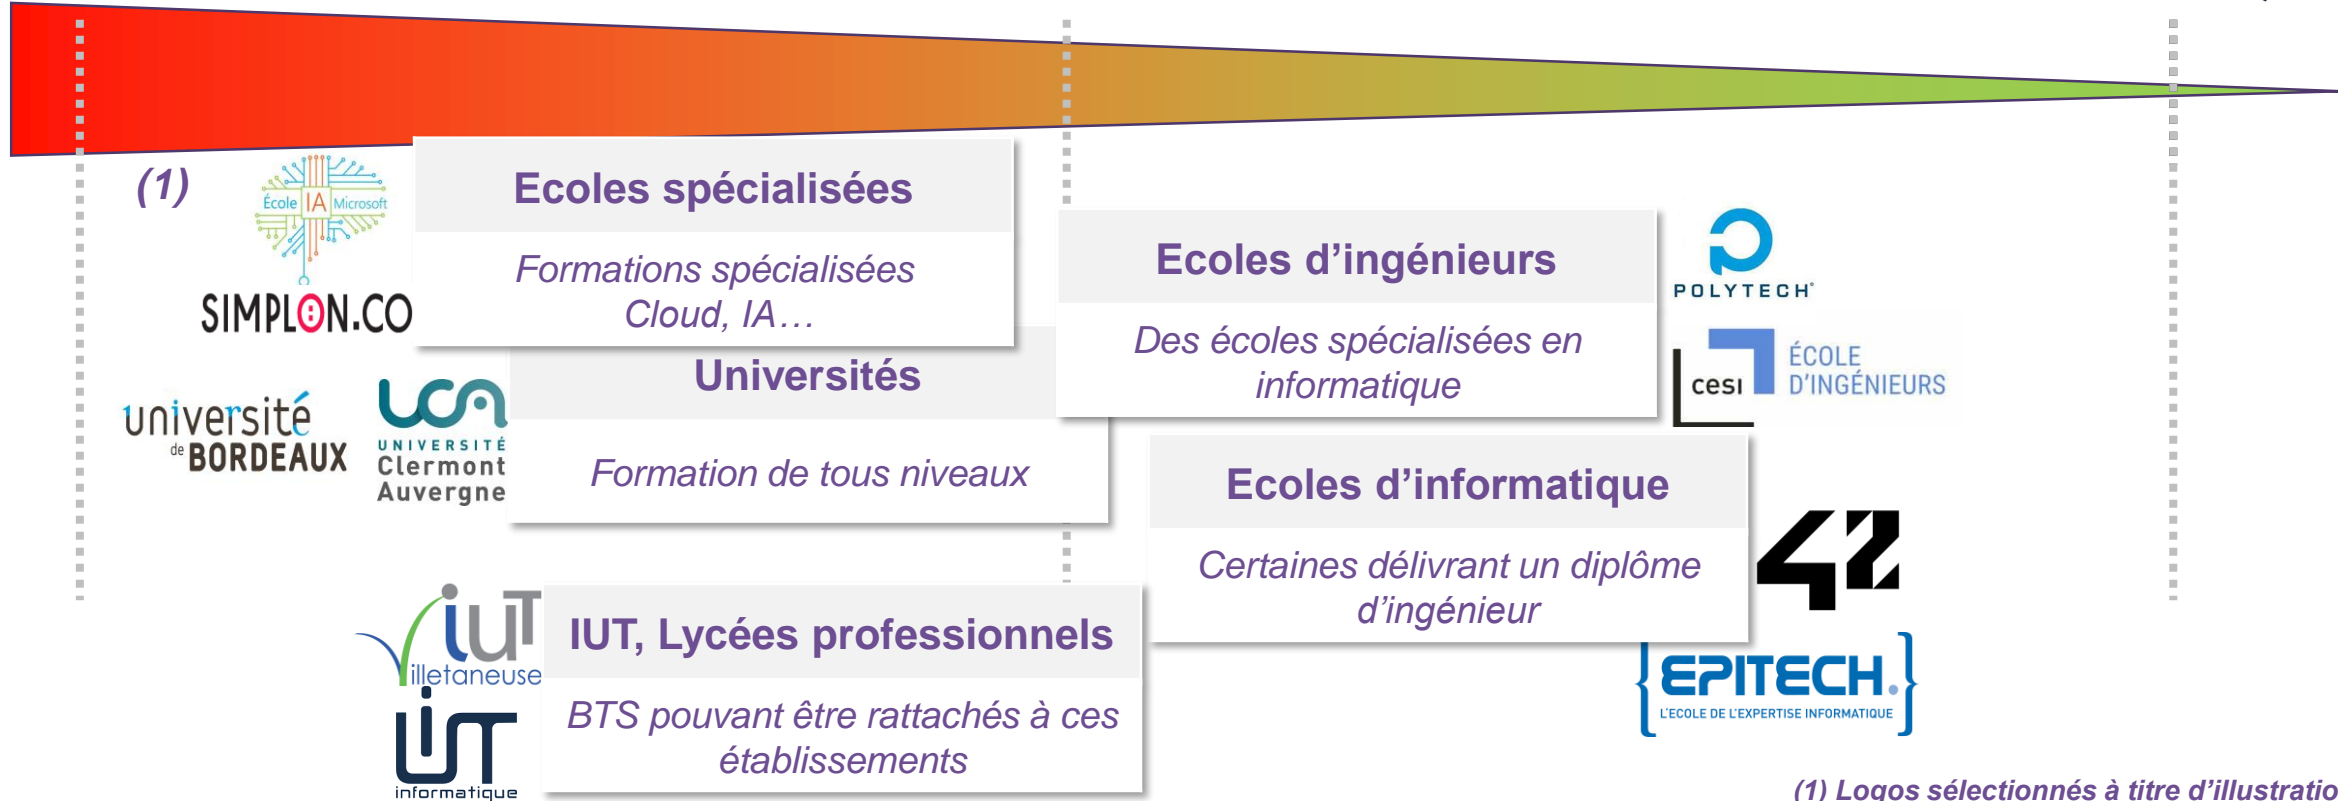 (1)
École IA Microsoft
SIMPLON.CO
Ecoles spécialisées
Formations spécialisées
Cloud, IA…
Ecoles d’ingénieurs
Des écoles spécialisées en
informatique
POLYTECH
cesi
ÉCOLE
D'INGÉNIEURS
université
de BORDEAUX
UCA
UNIVERSITÉ
Clermont
Auvergne
Universités
Formation de tous niveaux
Ecoles d’informatique
Certaines délivrant un diplôme
d’ingénieur
42
{EPITECH.}
L'ECOLE DE L'EXPERTISE INFORMATIQUE
iUT
Villetaneuse
iUT
informatique
IUT, Lycées professionnels
BTS pouvant être rattachés à ces
établissements
(1) Logos sélectionnés à titre d’illustratio